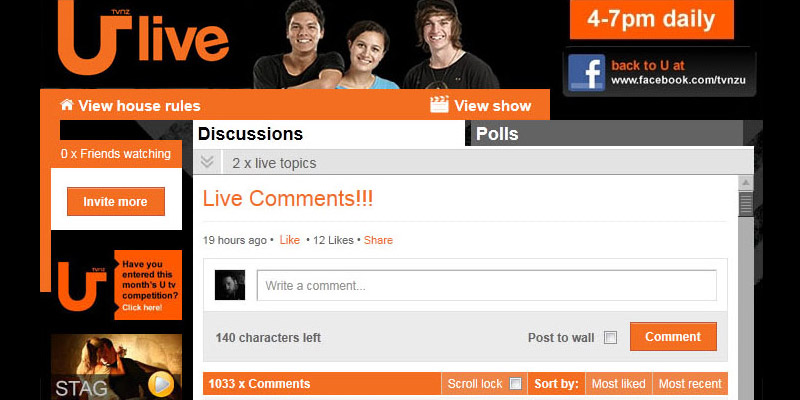 TVNZ
U live
4-7pm daily
back to U at
www.facebook.com/tvnzu
View house rules
View show
Discussions
Polls
0 x Friends watching
2 x live topics
Invite more
Live Comments!!!
19 hours ago • Like • 12 Likes • Share
TVNZ
U
Have you
entered this
month's U tv
competition?
Click here!
Write a comment...
140 characters left
Post to wall
Comment
STAG
1033 x Comments
Scroll lock
Sort by:
Most liked
Most recent